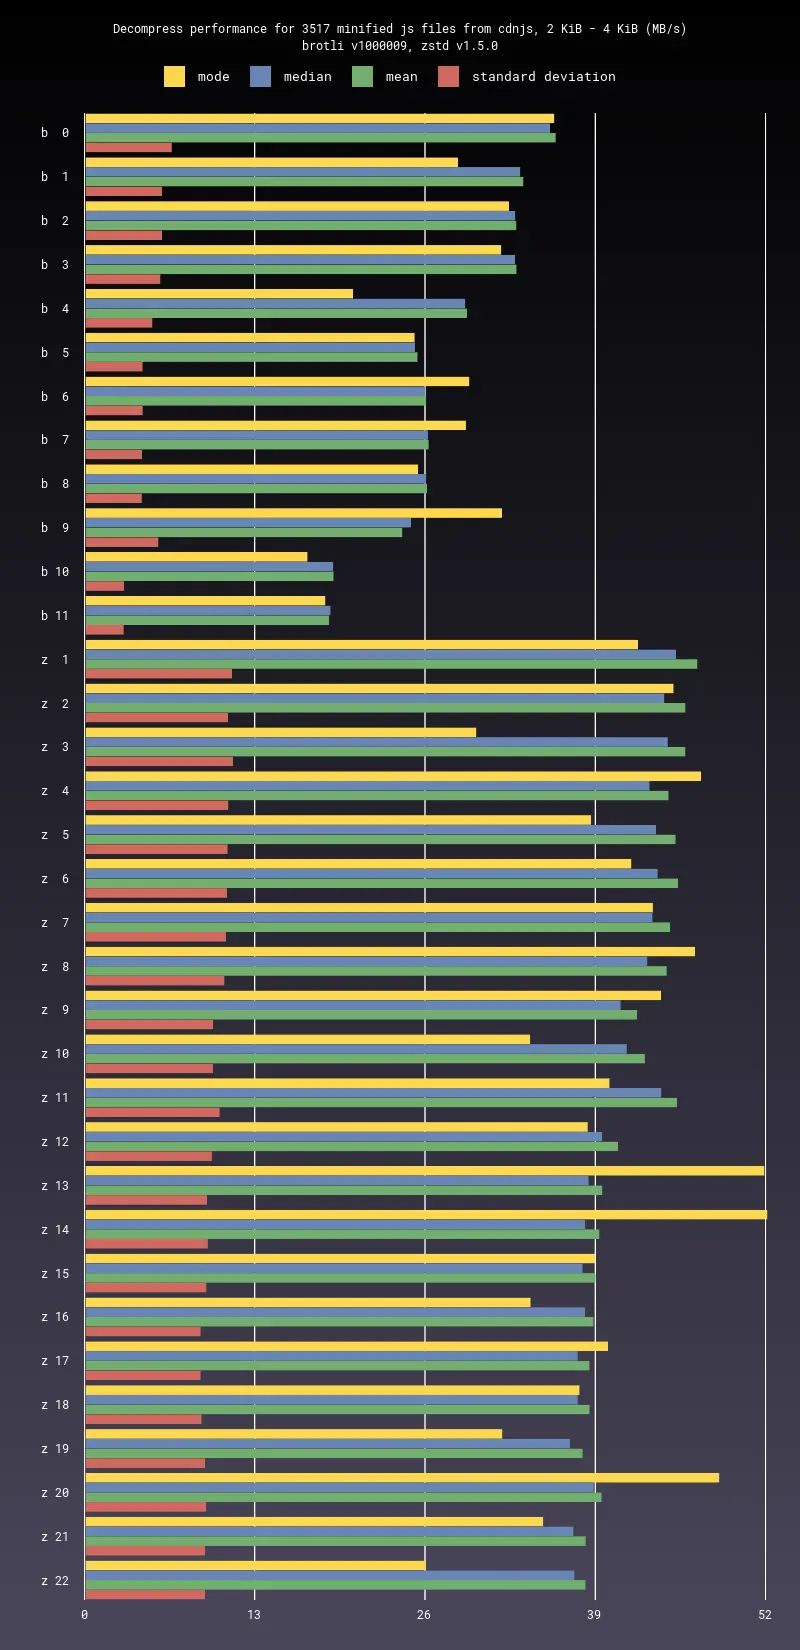 Decompress performance for 3517 minified js files from cdnjs, 2 KiB - 4 KiB (MB/s)
brotli v1000009, zstd v1.5.0
mode median mean standard deviation
b 0
b 1
b 2
b 3
b 4
b 5
b 6
b 7
b 8
b 9
b 10
b 11
z 1
z 2
z 3
z 4
z 5
z 6
z 7
z 8
z 9
z 10
z 11
z 12
z 13
z 14
z 15
z 16
z 17
z 18
z 19
z 20
z 21
z 22
0 13 26 39 52